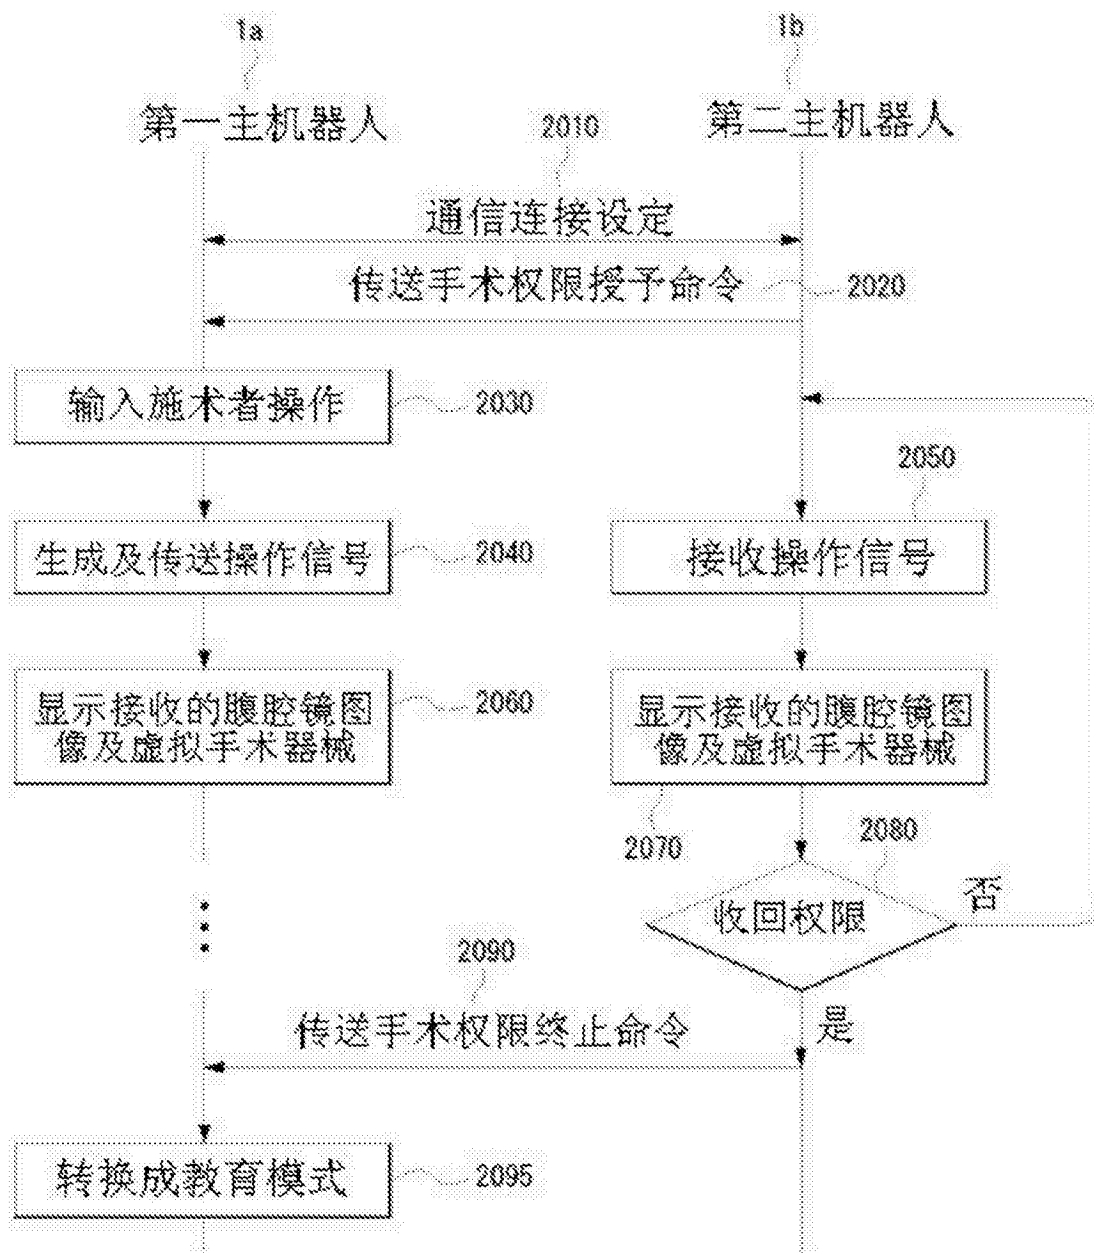 1a
1b
第一主机器人
第二主机器人
2010
通信连接设定
传送手术权限授予命令
2020
输入施术者操作
2030
2050
生成及传送操作信号
2040
接收操作信号
显示接收的腹腔镜图
像及虚拟手术器械
2060
显示接收的腹腔镜图
像及虚拟手术器械
2070
2080
收回权限
否
2090
传送手术权限终止命令
是
转换成教育模式
2095